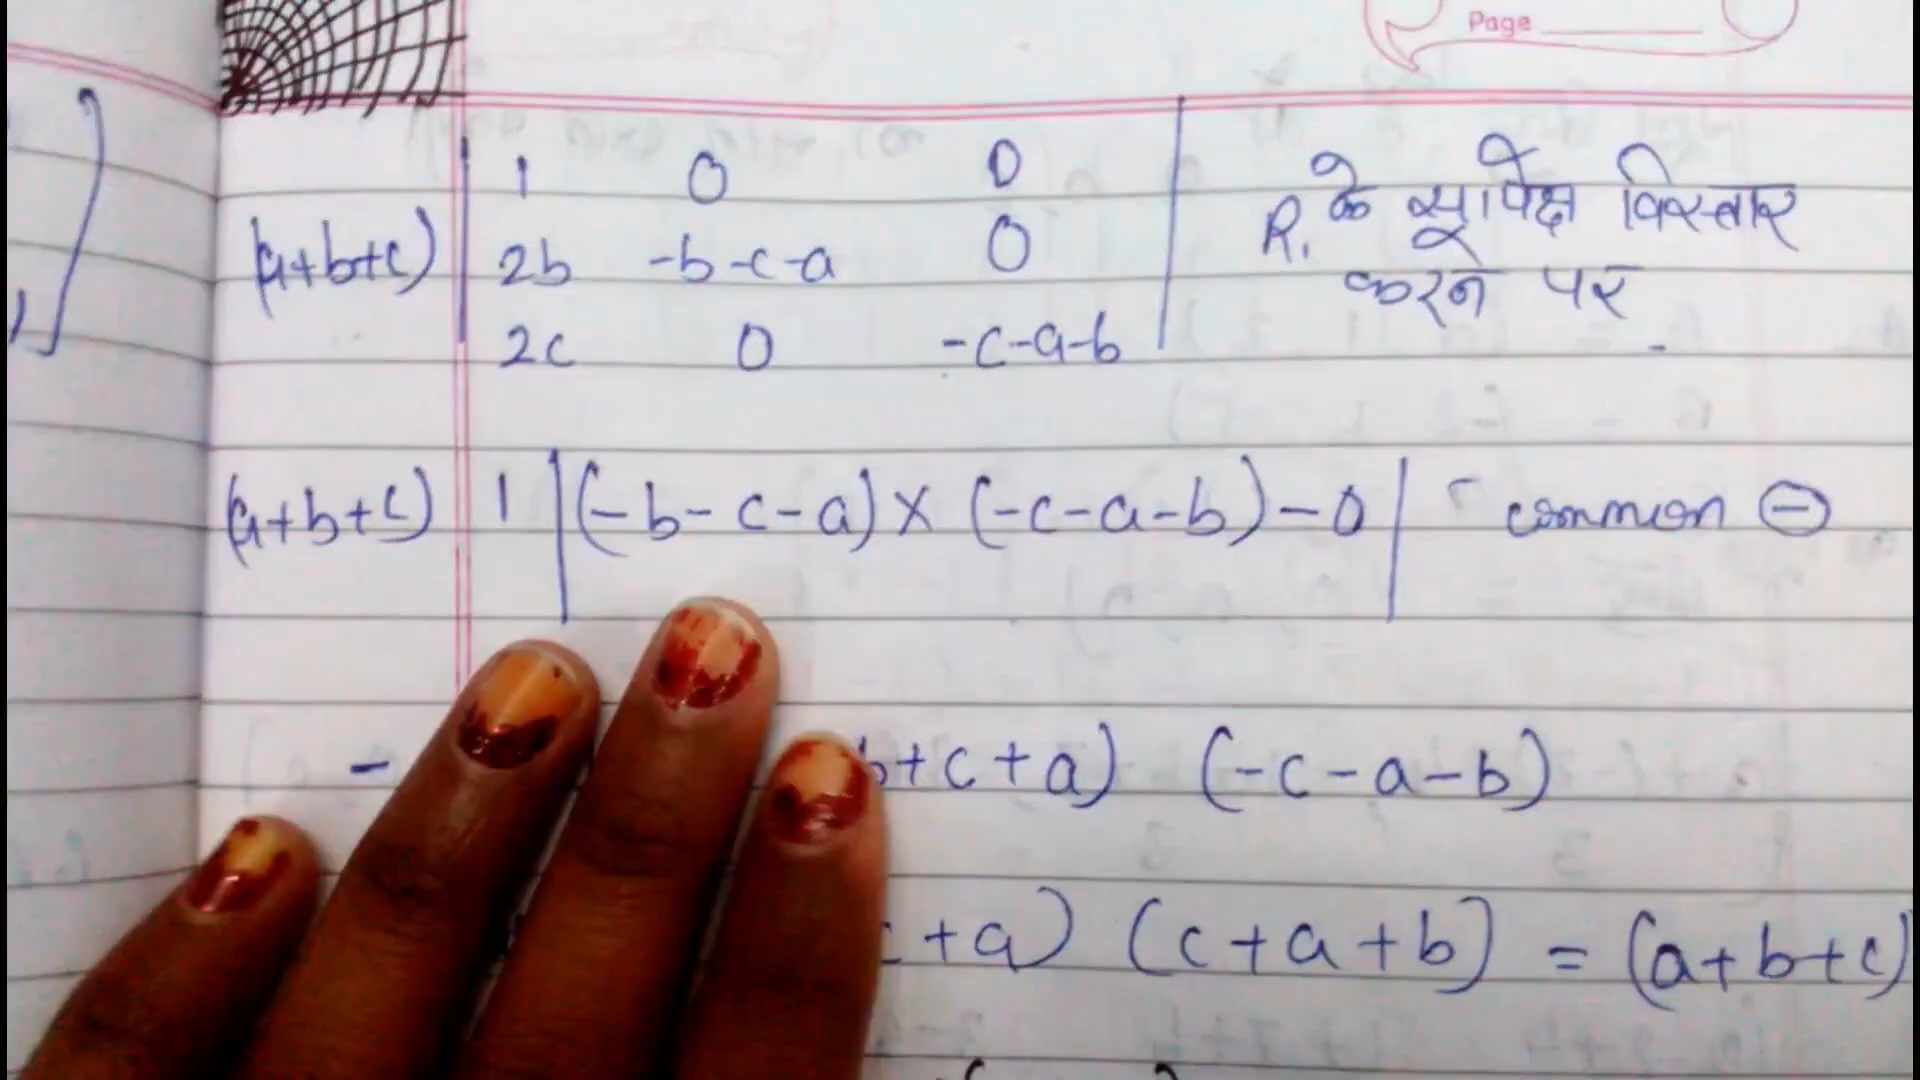 Page
1 0 0
(a+b+c) 2b -b-c-a 0
2c 0 -c-a-b
R₁ के सापेक्ष विस्तार
करने पर
(a+b+c) 1 |(-b-c-a)x (-c-a-b)-0| common ⊖
- b+c+a) (-c-a-b)
+a) (c+a+b) = (a+b+c)